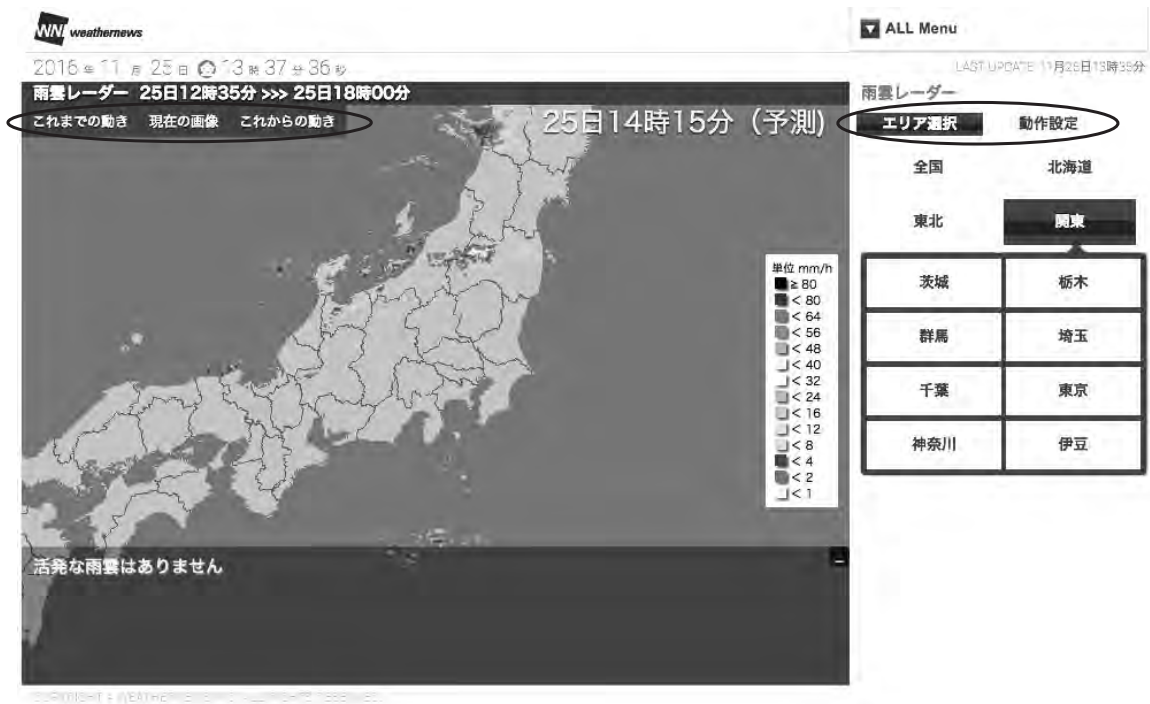 WNI weathernews
ALL Menu
2016年11月25日 13時37分36秒
LAST UPDATE 11月25日13時35分
雨雲レーダー 25日12時35分 >>> 25日18時00分
これまでの動き 現在の画像 これからの動き
25日14時15分（予測)
雨雲レーダー
エリア選択 動作設定
全国 北海道
東北 関東
茨城 栃木
群馬 埼玉
千葉 東京
神奈川 伊豆
単位 mm/h
≧ 80
< 80
< 64
< 56
< 48
< 40
< 32
< 24
< 16
< 12
< 8
< 4
< 2
< 1
活発な雨雲はありません